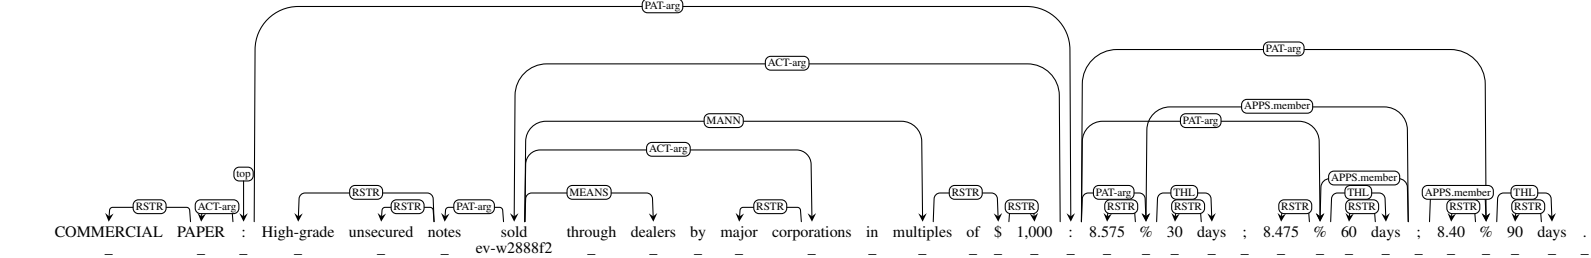 PAT-arg
ACT-arg PAT-arg
APPS.member
MANN PAT-arg
ACT-arg
top APPS.member
RSTR MEANS RSTR PAT-arg THL THL APPS.member THL
RSTR ACT-arg RSTR PAT-arg RSTR RSTR RSTR RSTR RSTR RSTR RSTR RSTR
COMMERCIAL PAPER : High-grade unsecured notes sold through dealers by major corporations in multiples of $ 1,000 : 8.575 % 30 days ; 8.475 % 60 days ; 8.40 % 90 days .
_ _ _ ev-w2888f2 _ _ _ _ _ _ _ _ _ _ _ _ _ _ _ _ _ _ _ _ _ _ _ _ _